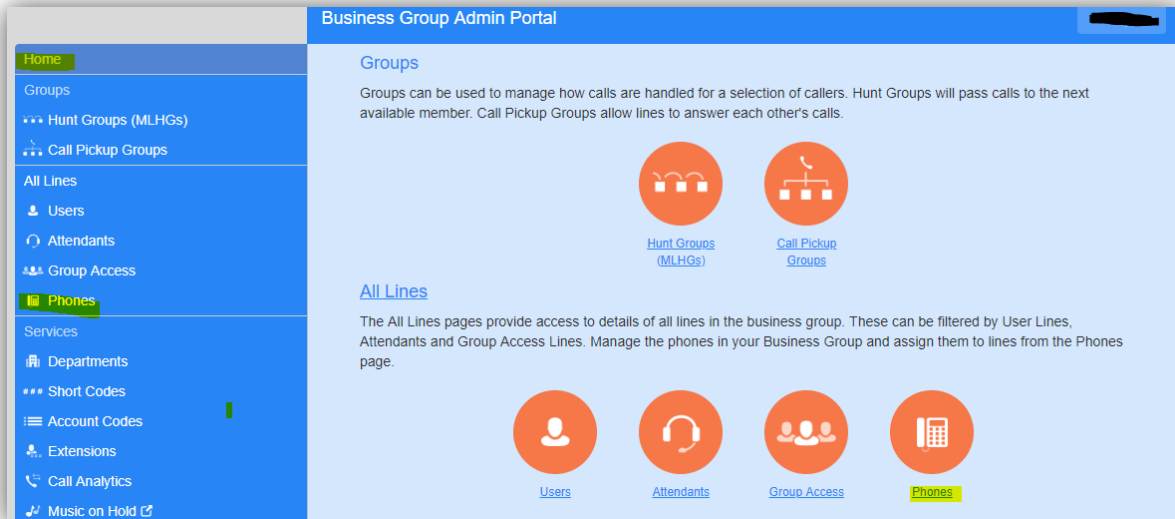 Business Group Admin Portal
Home
Groups
Hunt Groups (MLHGs)
Call Pickup Groups
All Lines
Users
Attendants
Group Access
Phones
Services
Departments
### Short Codes
Account Codes
Extensions
Call Analytics
Music on Hold
Groups
Groups can be used to manage how calls are handled for a selection of callers. Hunt Groups will pass calls to the next
available member. Call Pickup Groups allow lines to answer each other's calls.
Hunt Groups
(MLHGs)
Call Pickup
Groups
All Lines
The All Lines pages provide access to details of all lines in the business group. These can be filtered by User Lines,
Attendants and Group Access Lines. Manage the phones in your Business Group and assign them to lines from the Phones
page.
Users
Attendants
Group Access
Phones